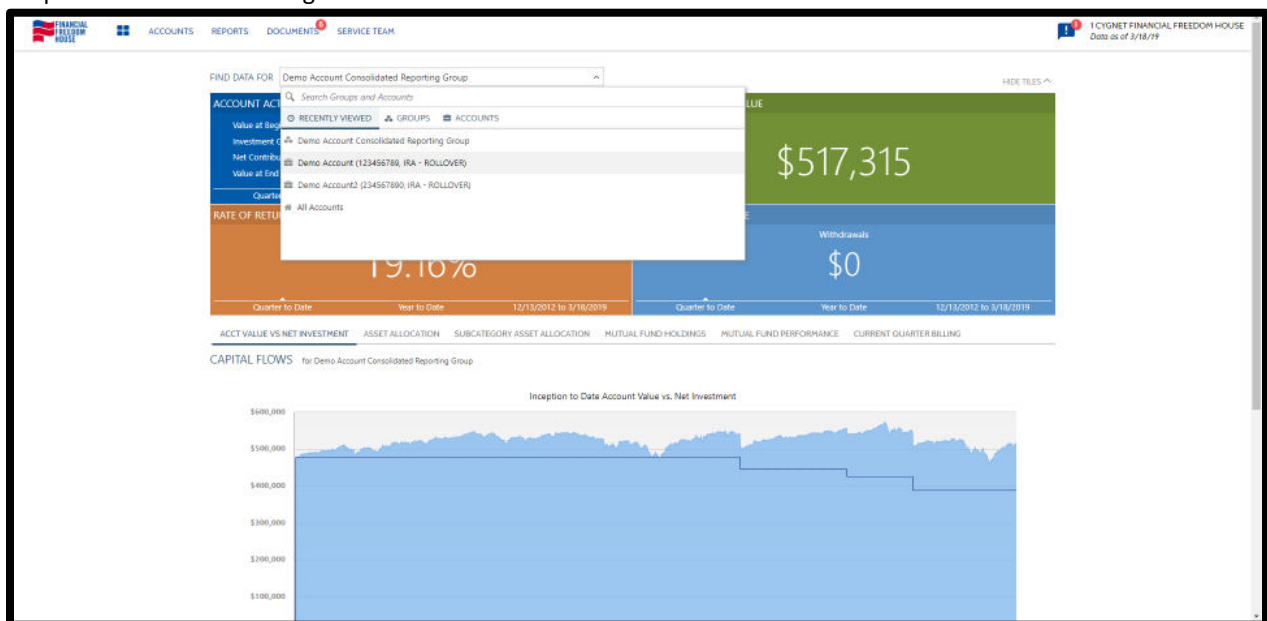 FINANCIAL
FREEDOM
HOUSE
ACCOUNTS REPORTS DOCUMENTS SERVICE TEAM
1 CYGNET FINANCIAL FREEDOM HOUSE
Data as of 3/18/19
FIND DATA FOR Demo Account Consolidated Reporting Group
HIDE TILES
Search Groups and Accounts
ACCOUNT ACT LUE
RECENTLY VIEWED GROUPS ACCOUNTS
Value at Beg
Investment G Demo Account Consolidated Reporting Group
Net Contribu Demo Account (123456789, IRA - ROLLOVER)
$517,315
Value at End
Demo Account2 (234567890, IRA - ROLLOVER)
Quarte
All Accounts
RATE OF RETU E
Withdrawals
19.16% $0
Quarter to Date Year to Date 12/13/2012 to 3/18/2019 Quarter to Date Year to Date 12/13/2012 to 3/18/2019
ACCT VALUE VS NET INVESTMENT ASSET ALLOCATION SUBCATEGORY ASSET ALLOCATION MUTUAL FUND HOLDINGS MUTUAL FUND PERFORMANCE CURRENT QUARTER BILLING
CAPITAL FLOWS for Demo Account Consolidated Reporting Group
Inception to Date Account Value vs. Net Investment
$600,000
$500,000
$400,000
$300,000
$200,000
$100,000